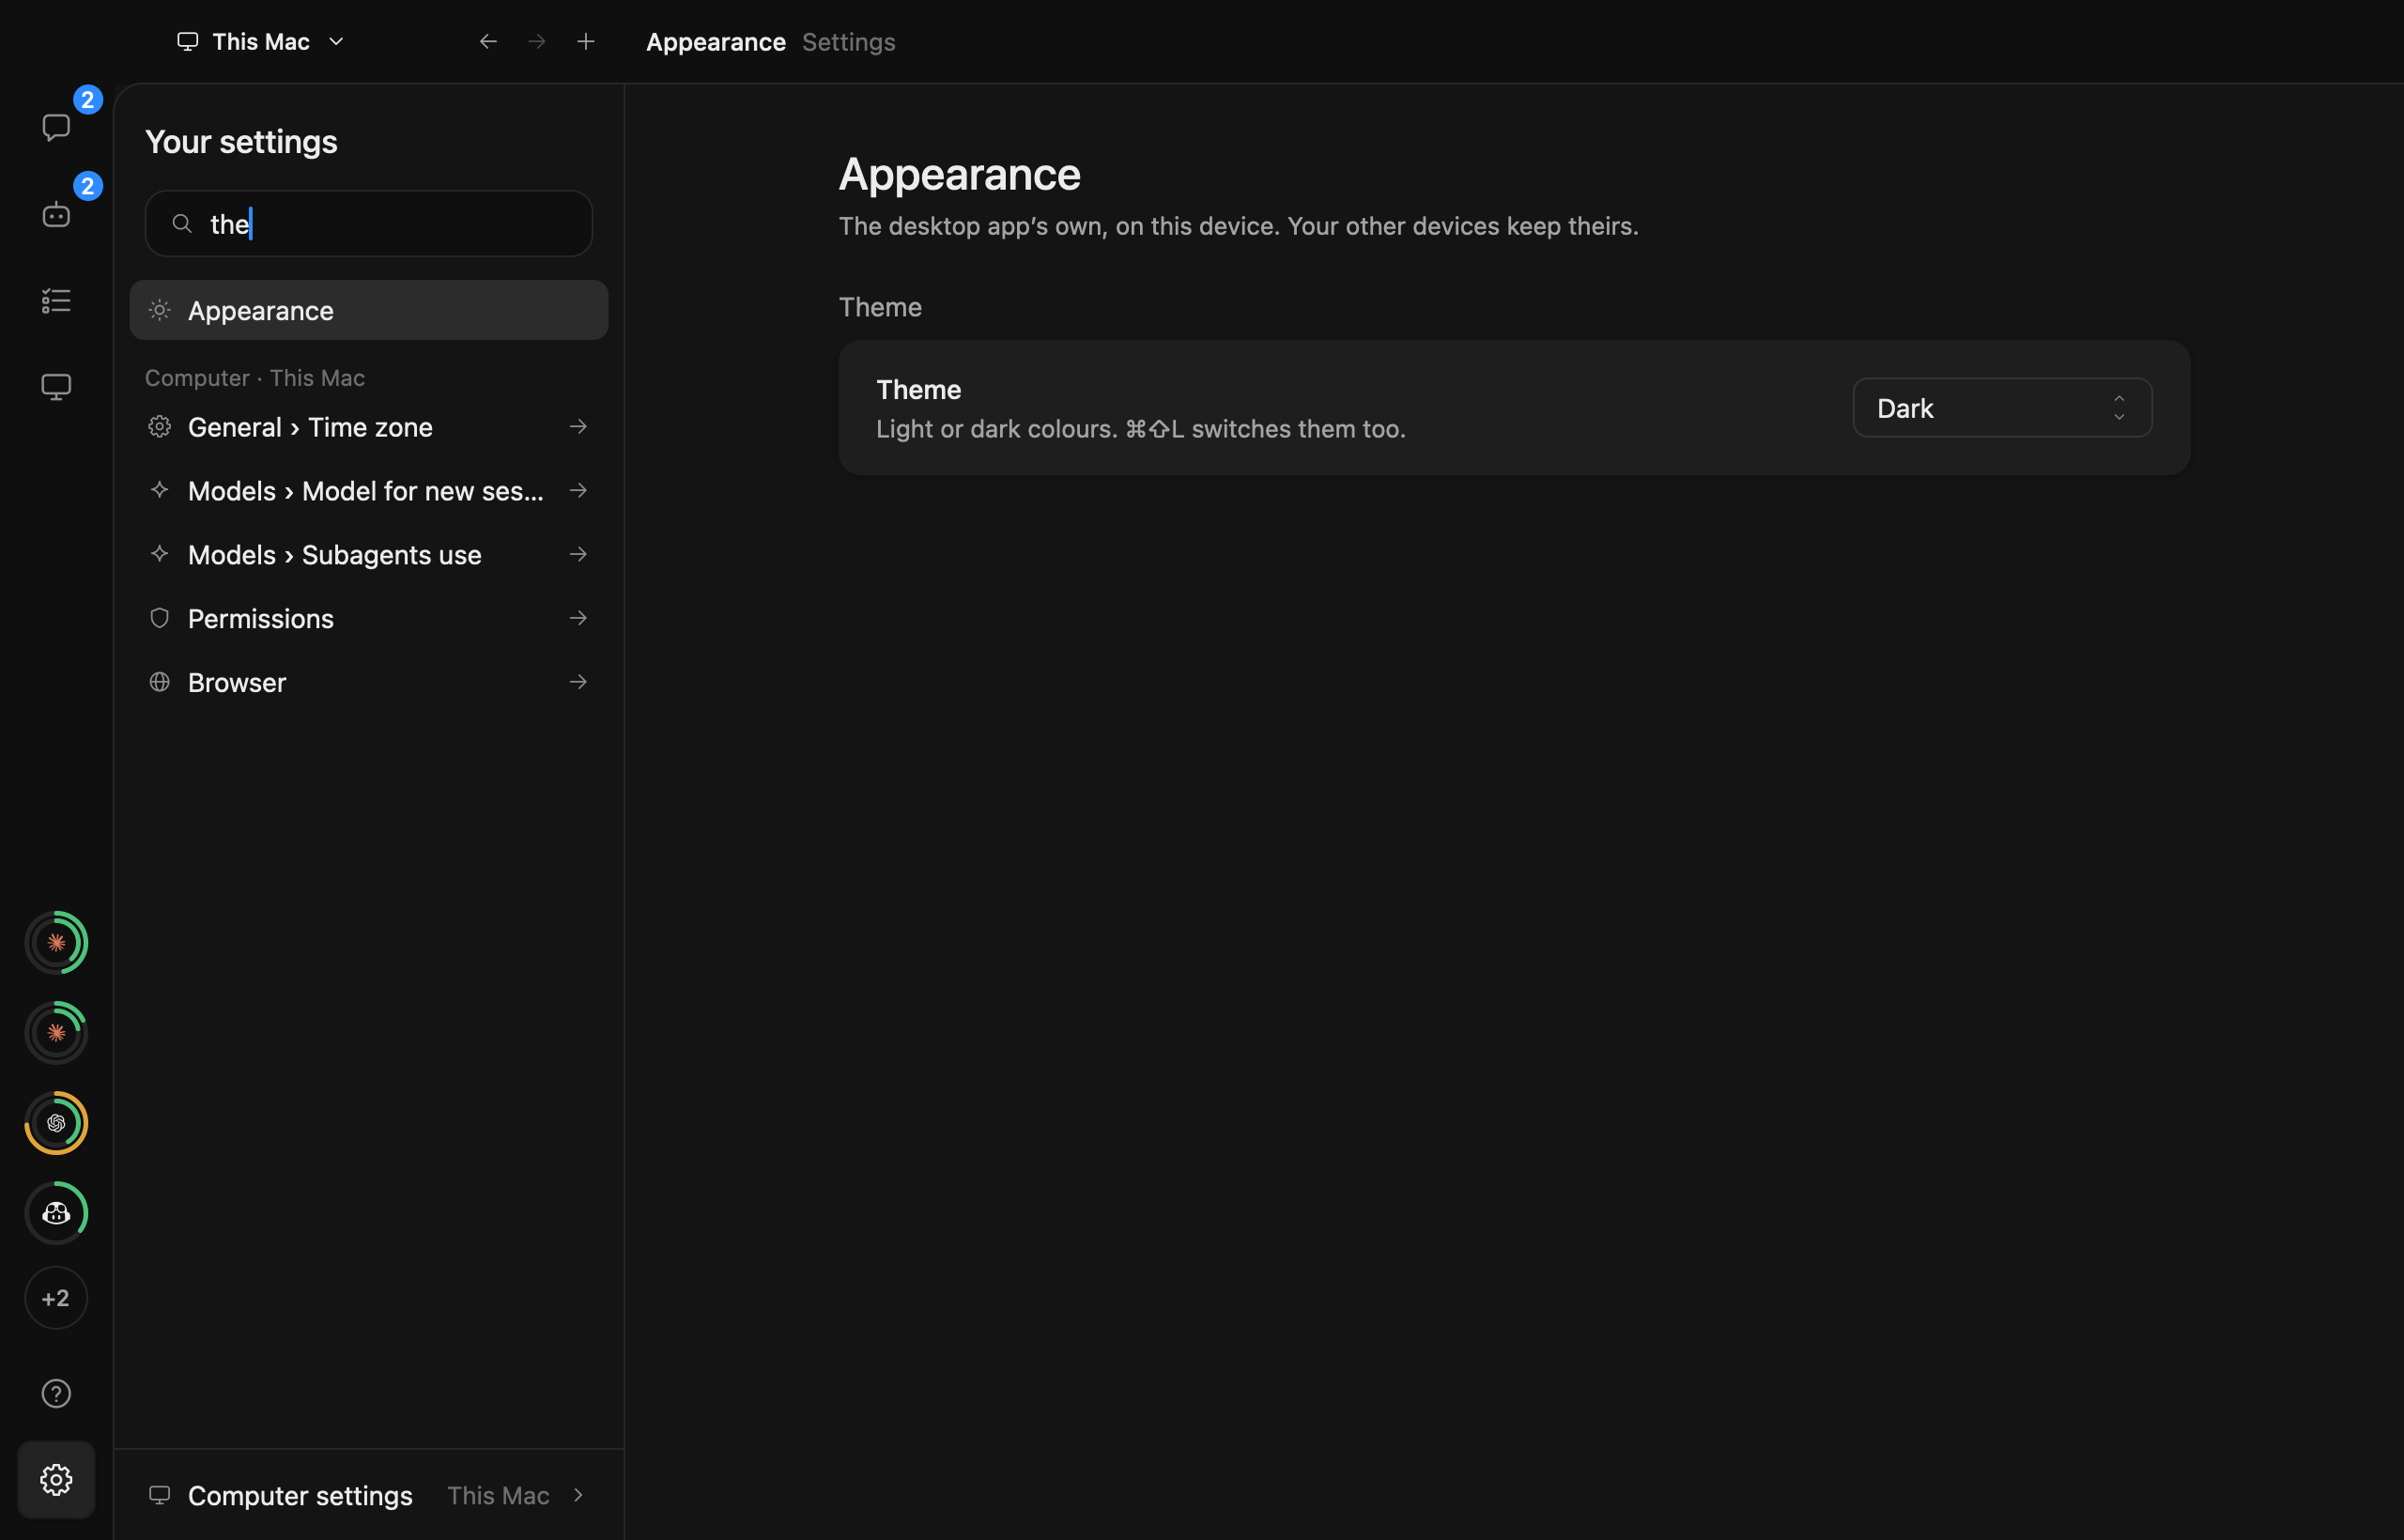 This Mac
Appearance Settings
2
2
Your settings
the
Appearance
Computer · This Mac
General › Time zone
Models › Model for new ses...
Models › Subagents use
Permissions
Browser
+2
Computer settings This Mac
Appearance
The desktop app’s own, on this device. Your other devices keep theirs.
Theme
Theme
Light or dark colours. ⌘⇧L switches them too.
Dark